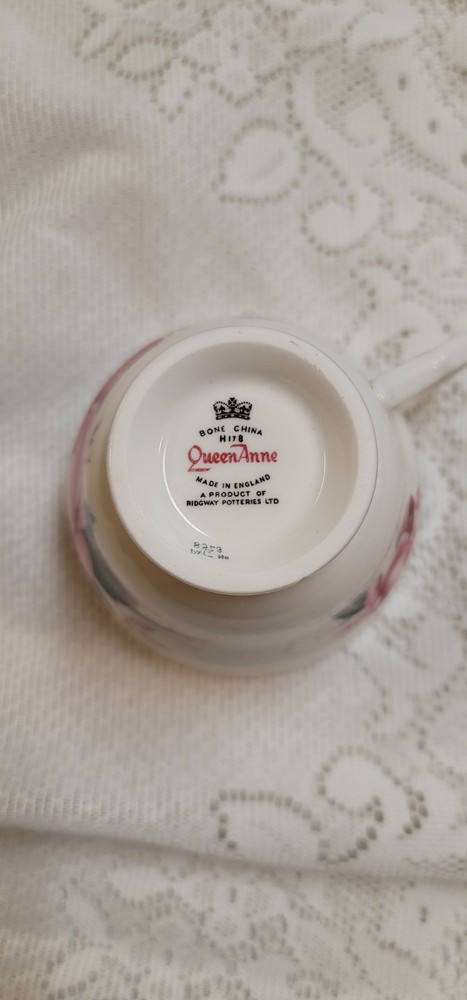 BONE CHINA
H178
Queen Anne
MADE IN ENGLAND
A PRODUCT OF
RIDGWAY POTTERIES LTD